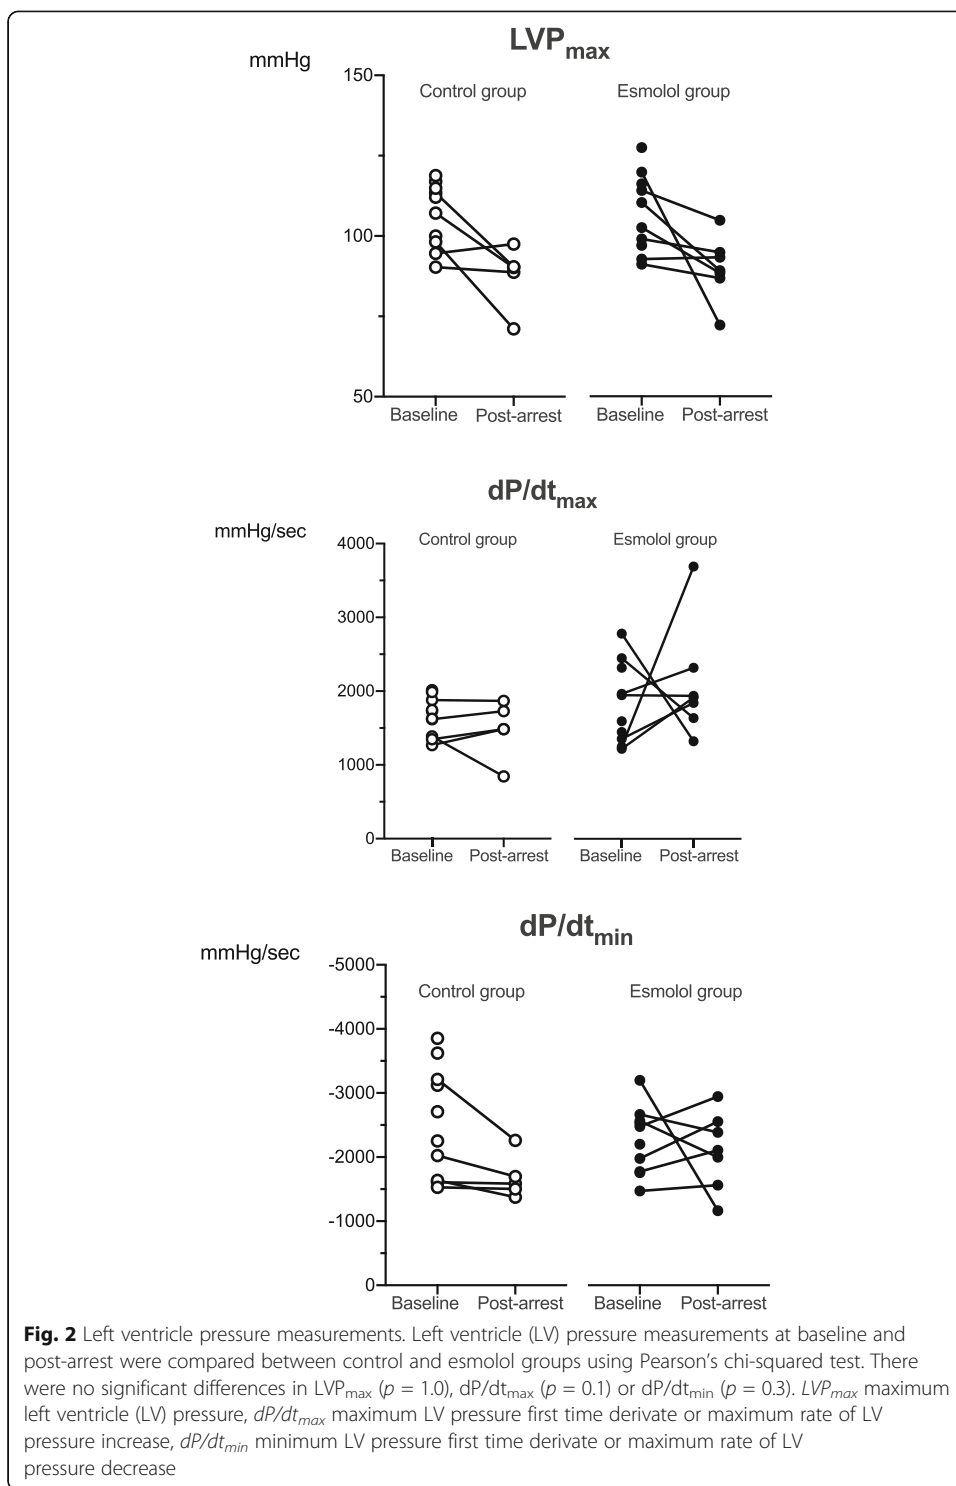 LVPmax
mmHg
150
Control group
Esmolol group
100
50
Baseline
Post-arrest
Baseline
Post-arrest
dP/dtmax
mmHg/sec
4000
Control group
Esmolol group
3000
2000
1000
0
Baseline
Post-arrest
Baseline
Post-arrest
dP/dtmin
mmHg/sec
-5000
Control group
Esmolol group
-4000
-3000
-2000
-1000
0
Baseline
Post-arrest
Baseline
Post-arrest
Fig. 2 Left ventricle pressure measurements. Left ventricle (LV) pressure measurements at baseline and
post-arrest were compared between control and esmolol groups using Pearson's chi-squared test. There
were no significant differences in LVPmax (p = 1.0), dP/dtmax (p = 0.1) or dP/dtmin (p = 0.3). LVPmax maximum
left ventricle (LV) pressure, dP/dtmax maximum LV pressure first time derivate or maximum rate of LV
pressure increase, dP/dtmin minimum LV pressure first time derivate or maximum rate of LV
pressure decrease